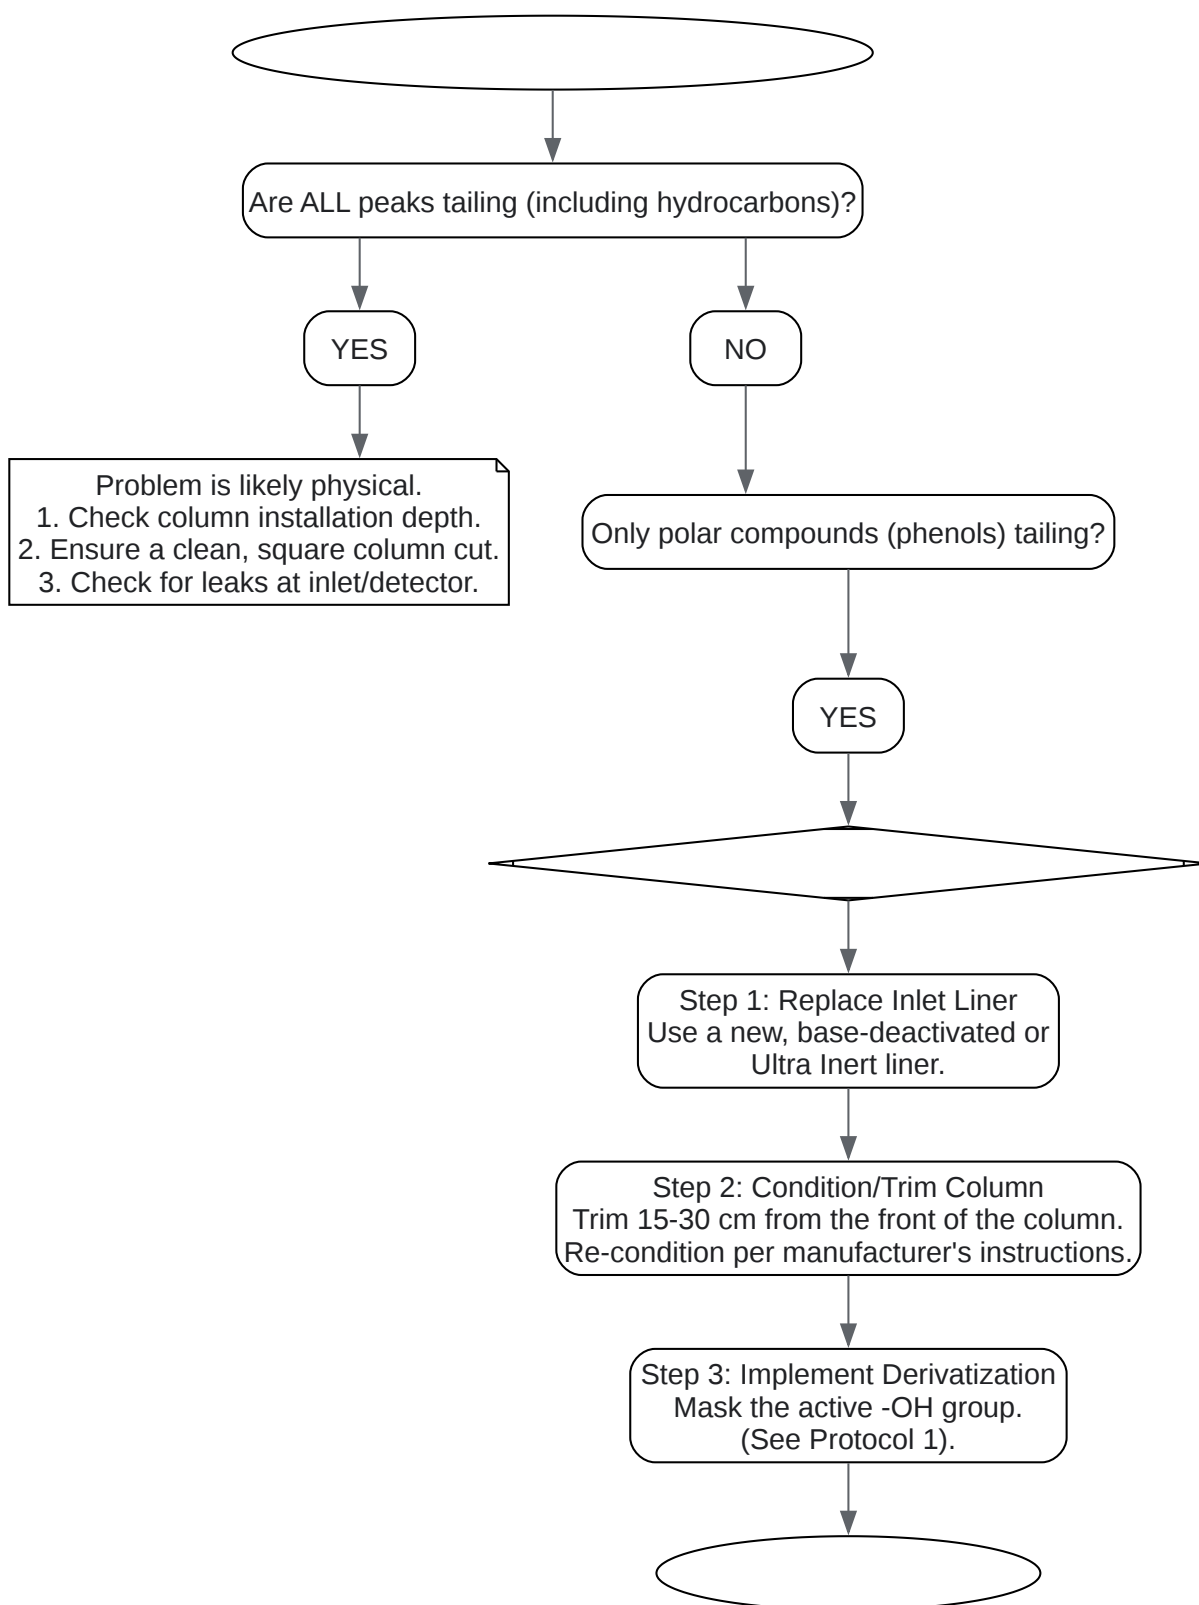 Are ALL peaks tailing (including hydrocarbons)?
YES
NO
Problem is likely physical.
1. Check column installation depth.
2. Ensure a clean, square column cut.
3. Check for leaks at inlet/detector.
Only polar compounds (phenols) tailing?
YES
Step 1: Replace Inlet Liner
Use a new, base-deactivated or
Ultra Inert liner.
Step 2: Condition/Trim Column
Trim 15-30 cm from the front of the column.
Re-condition per manufacturer's instructions.
Step 3: Implement Derivatization
Mask the active -OH group.
(See Protocol 1).